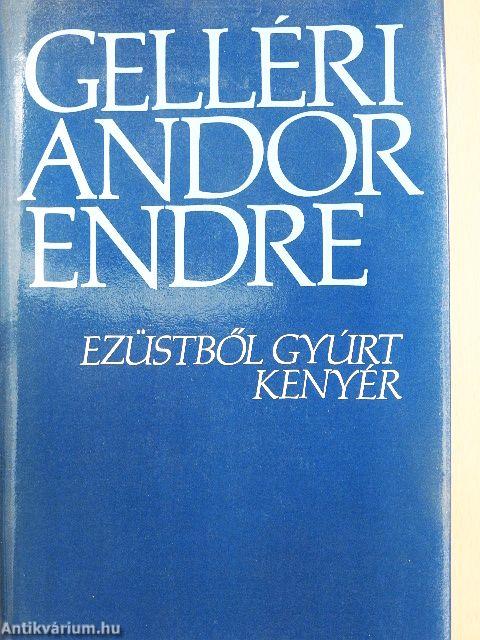 GELLÉRI
ANDOR
ENDRE
EZÜSTBŐL GYÚRT
KENYÉR
Antikvárium.hu